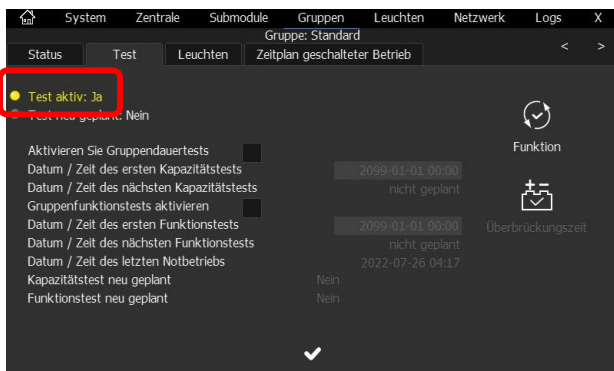 System Zentrale Submodule Gruppen Leuchten Netzwerk Logs X
Gruppe: Standard
Status Test Leuchten Zeitplan geschalteter Betrieb < >
Test aktiv: Ja
Test neu geplant: Nein
Funktion
Aktivieren Sie Gruppendauertests
Datum / Zeit des ersten Kapazitätstests 2099-01-01 00:00
Datum / Zeit des nächsten Kapazitätstests nicht geplant
Gruppenfunktionstests aktivieren
Datum / Zeit des ersten Funktionstests 2099-01-01 00:00 Überbrückungszeit
Datum / Zeit des nächsten Funktionstests nicht geplant
Datum / Zeit des letzten Notbetriebs 2022-07-26 04:17
Kapazitätstest neu geplant Nein
Funktionstest neu geplant Nein